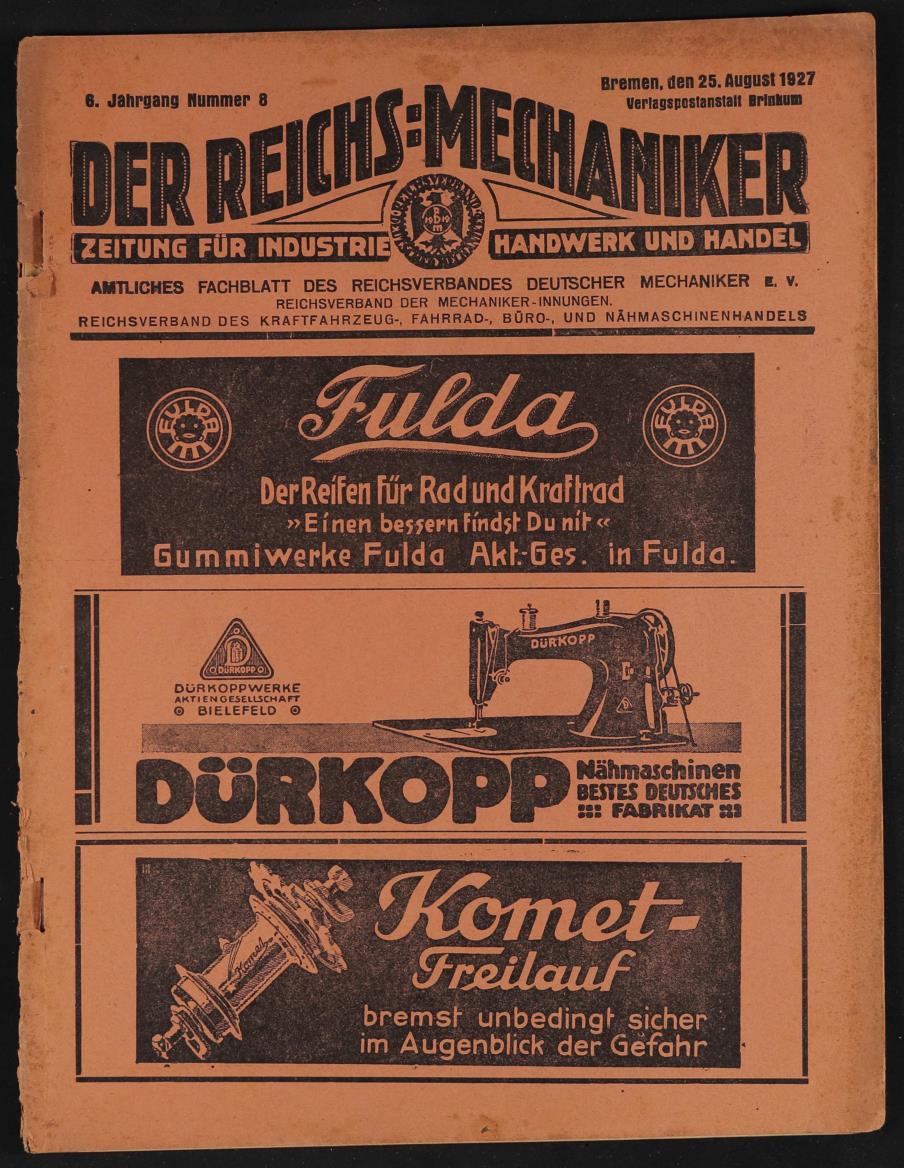 6. Jahrgang Nummer 8
Bremen, den 25. August 1927
Verlagspostanstalt Brinkum
DER REICHS=MECHANIKER
ZEITUNG FÜR INDUSTRIE HANDWERK UND HANDEL
AMTLICHES FACHBLATT DES REICHSVERBANDES DEUTSCHER MECHANIKER E. V.
REICHSVERBAND DER MECHANIKER-INNUNGEN.
REICHSVERBAND DES KRAFTFAHRZEUG-, FAHRRAD-, BÜRO-, UND NÄHMASCHINENHANDELS
FULDA
Fulda
FULDA
Der Reifen für Rad und Kraftrad
»Einen bessern findst Du nit«
Gummiwerke Fulda Akt.-Ges. in Fulda.
D
DÜRKOPP
DÜRKOPPWERKE
AKTIENGESELLSCHAFT
BIELEFELD
DÜRKOPP
DÜRKOPP
Nähmaschinen
BESTES DEUTSCHES
FABRIKAT
Komet
Komet-
Freilauf
bremst unbedingt sicher
im Augenblick der Gefahr